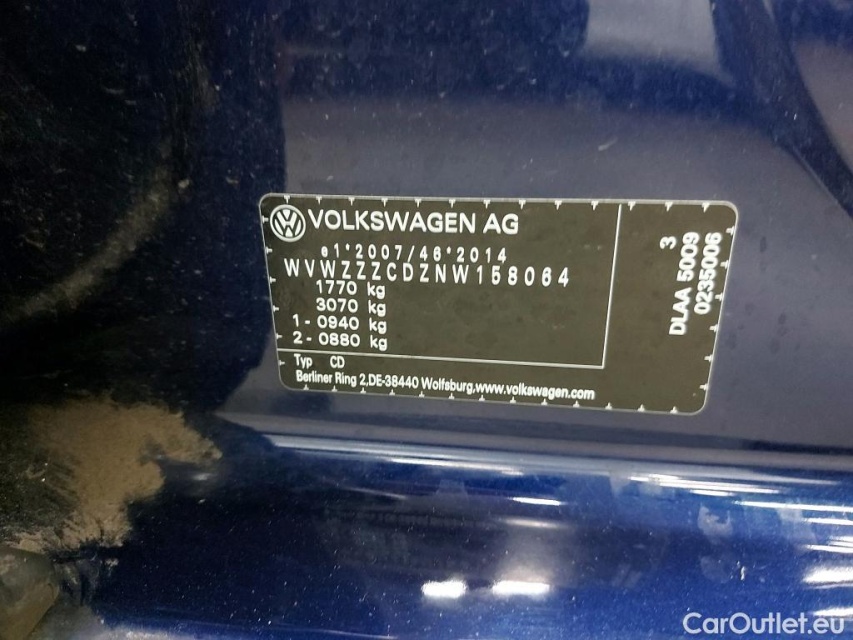 VOLKSWAGEN AG
e1*2007/46*2014
WVWZZZCDZNW158064
1770 kg
3070 kg
1 - 0940 kg
2 - 0880 kg
Typ CD
Berliner Ring 2,DE-38440 Wolfsburg,www.volkswagen.com
3
DLAA 5009
0235006
CarOutlet.eu